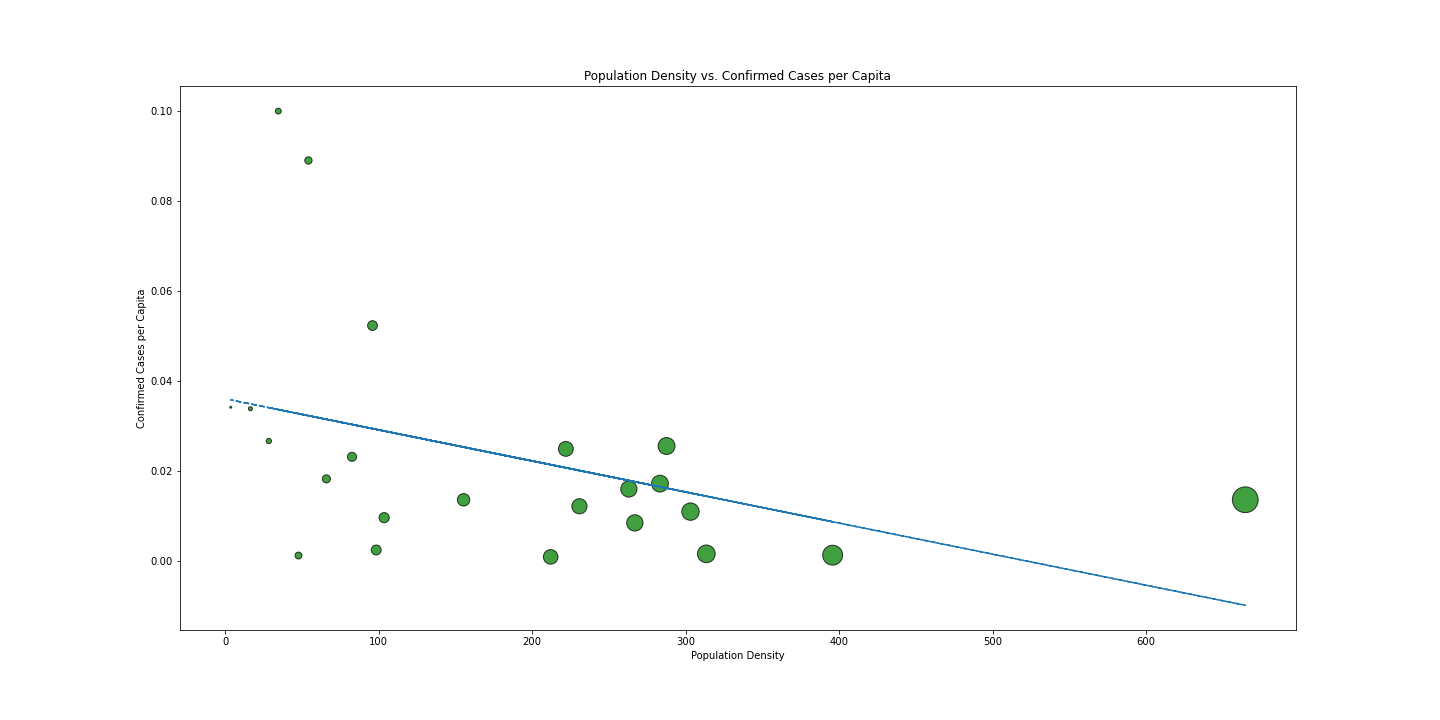 Population Density vs. Confirmed Cases per Capita
0.10
0.08
0.06
0.04
0.02
0.00
Confirmed Cases per Capita
0 100 200 300 400 500 600
Population Density